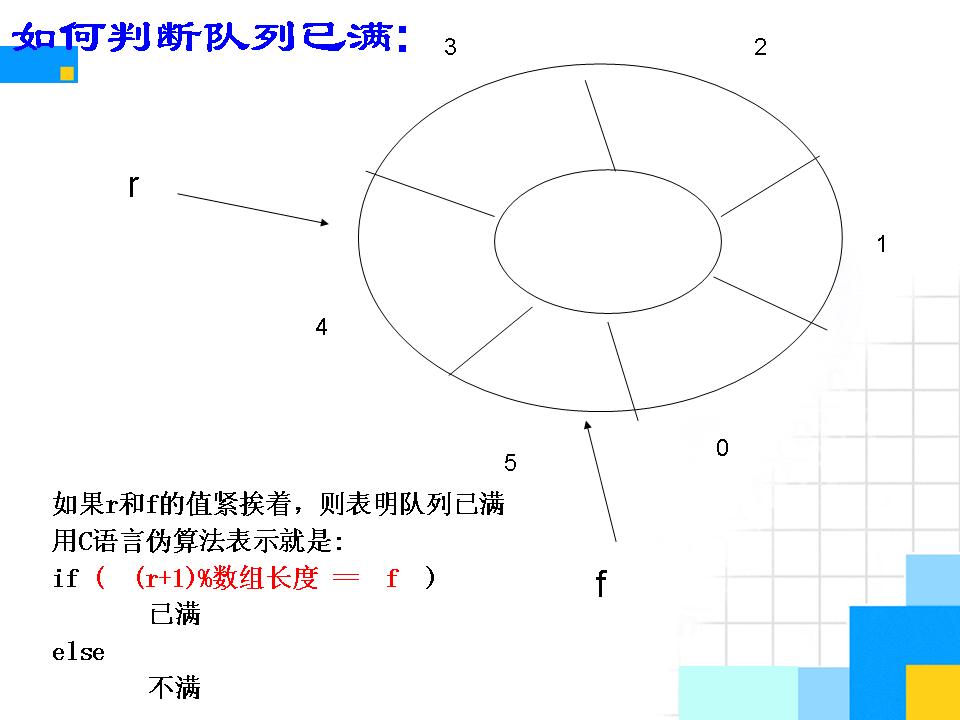 如何判断队列已满:
3
2
r
1
4
0
5
如果r和f的值紧挨着，则表明队列已满
用C语言伪算法表示就是:
if ( (r+1)%数组长度 == f )
已满
else
不满
f